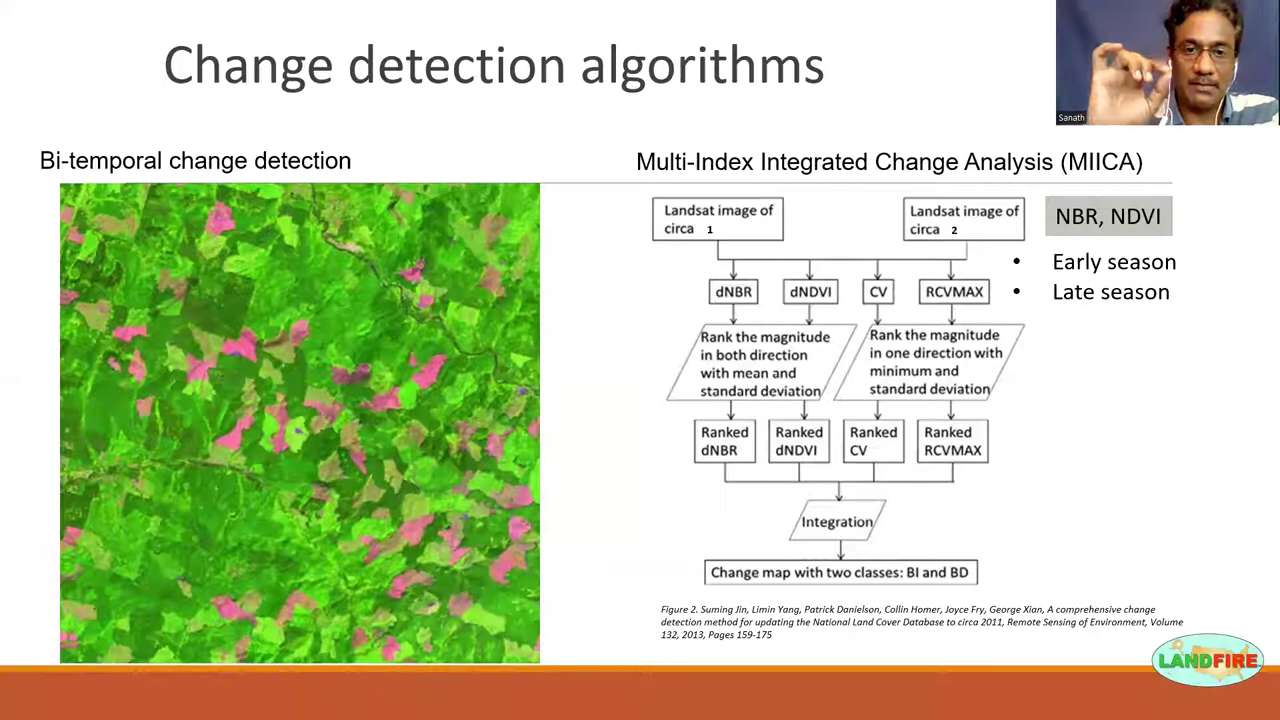 Change detection algorithms
Sanath
Bi-temporal change detection
Multi-Index Integrated Change Analysis (MIICA)
Landsat image of
circa 1
Landsat image of
circa 2
NBR, NDVI
• Early season
• Late season
dNBR
dNDVI
CV
RCVMAX
Rank the magnitude
in both direction
with mean and
standard deviation
Rank the magnitude
in one direction with
minimum and
standard deviation
Ranked
dNBR
Ranked
dNDVI
Ranked
CV
Ranked
RCVMAX
Integration
Change map with two classes: BI and BD
Figure 2. Suming Jin, Limin Yang, Patrick Danielson, Collin Homer, Joyce Fry, George Xian, A comprehensive change
detection method for updating the National Land Cover Database to circa 2011, Remote Sensing of Environment, Volume
132, 2013, Pages 159-175
LANDFIRE